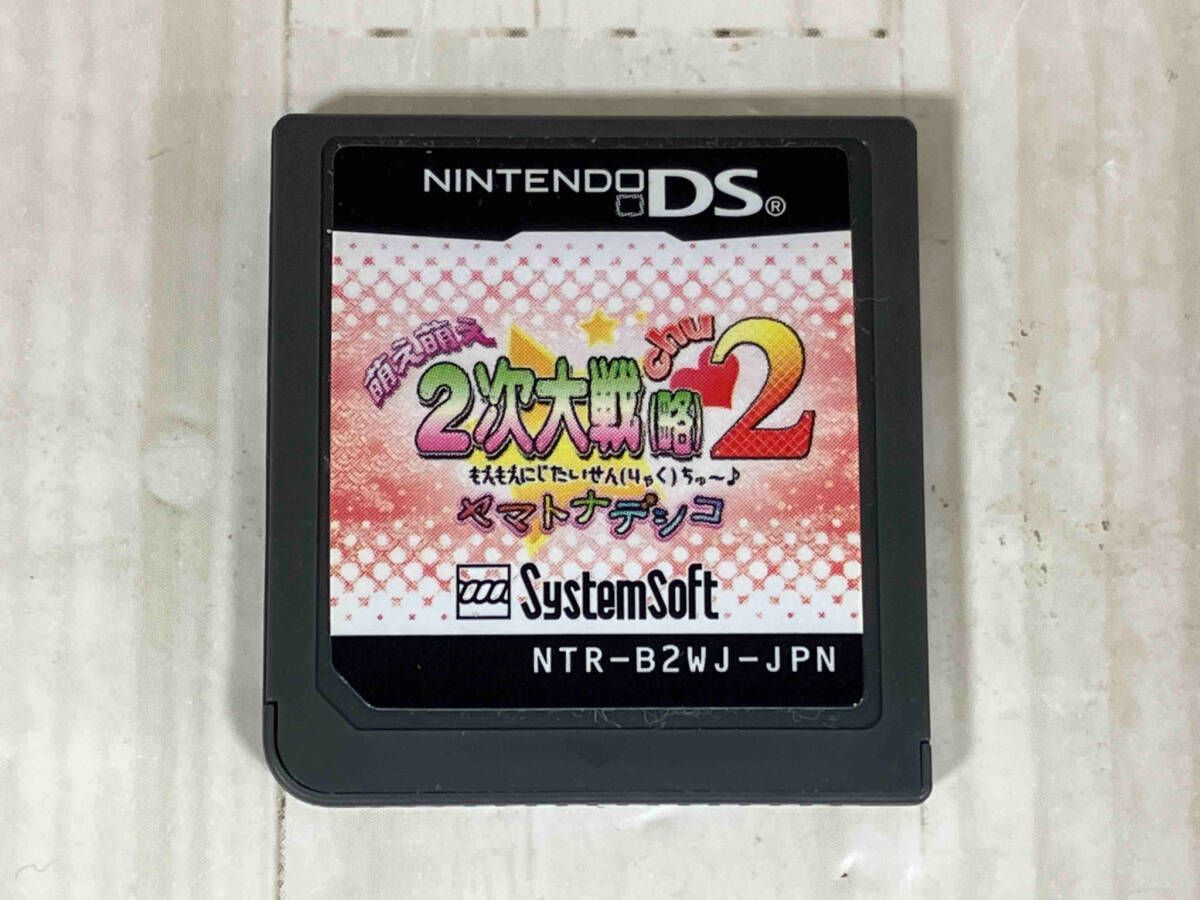 NINTENDO DS®
萌え萌え
2次大戦(略)
chu
♥2
もえもえにじたいせん(りゃく)ちゅ〜♪
ヤマトナデシコ
SystemSoft
NTR-B2WJ-JPN